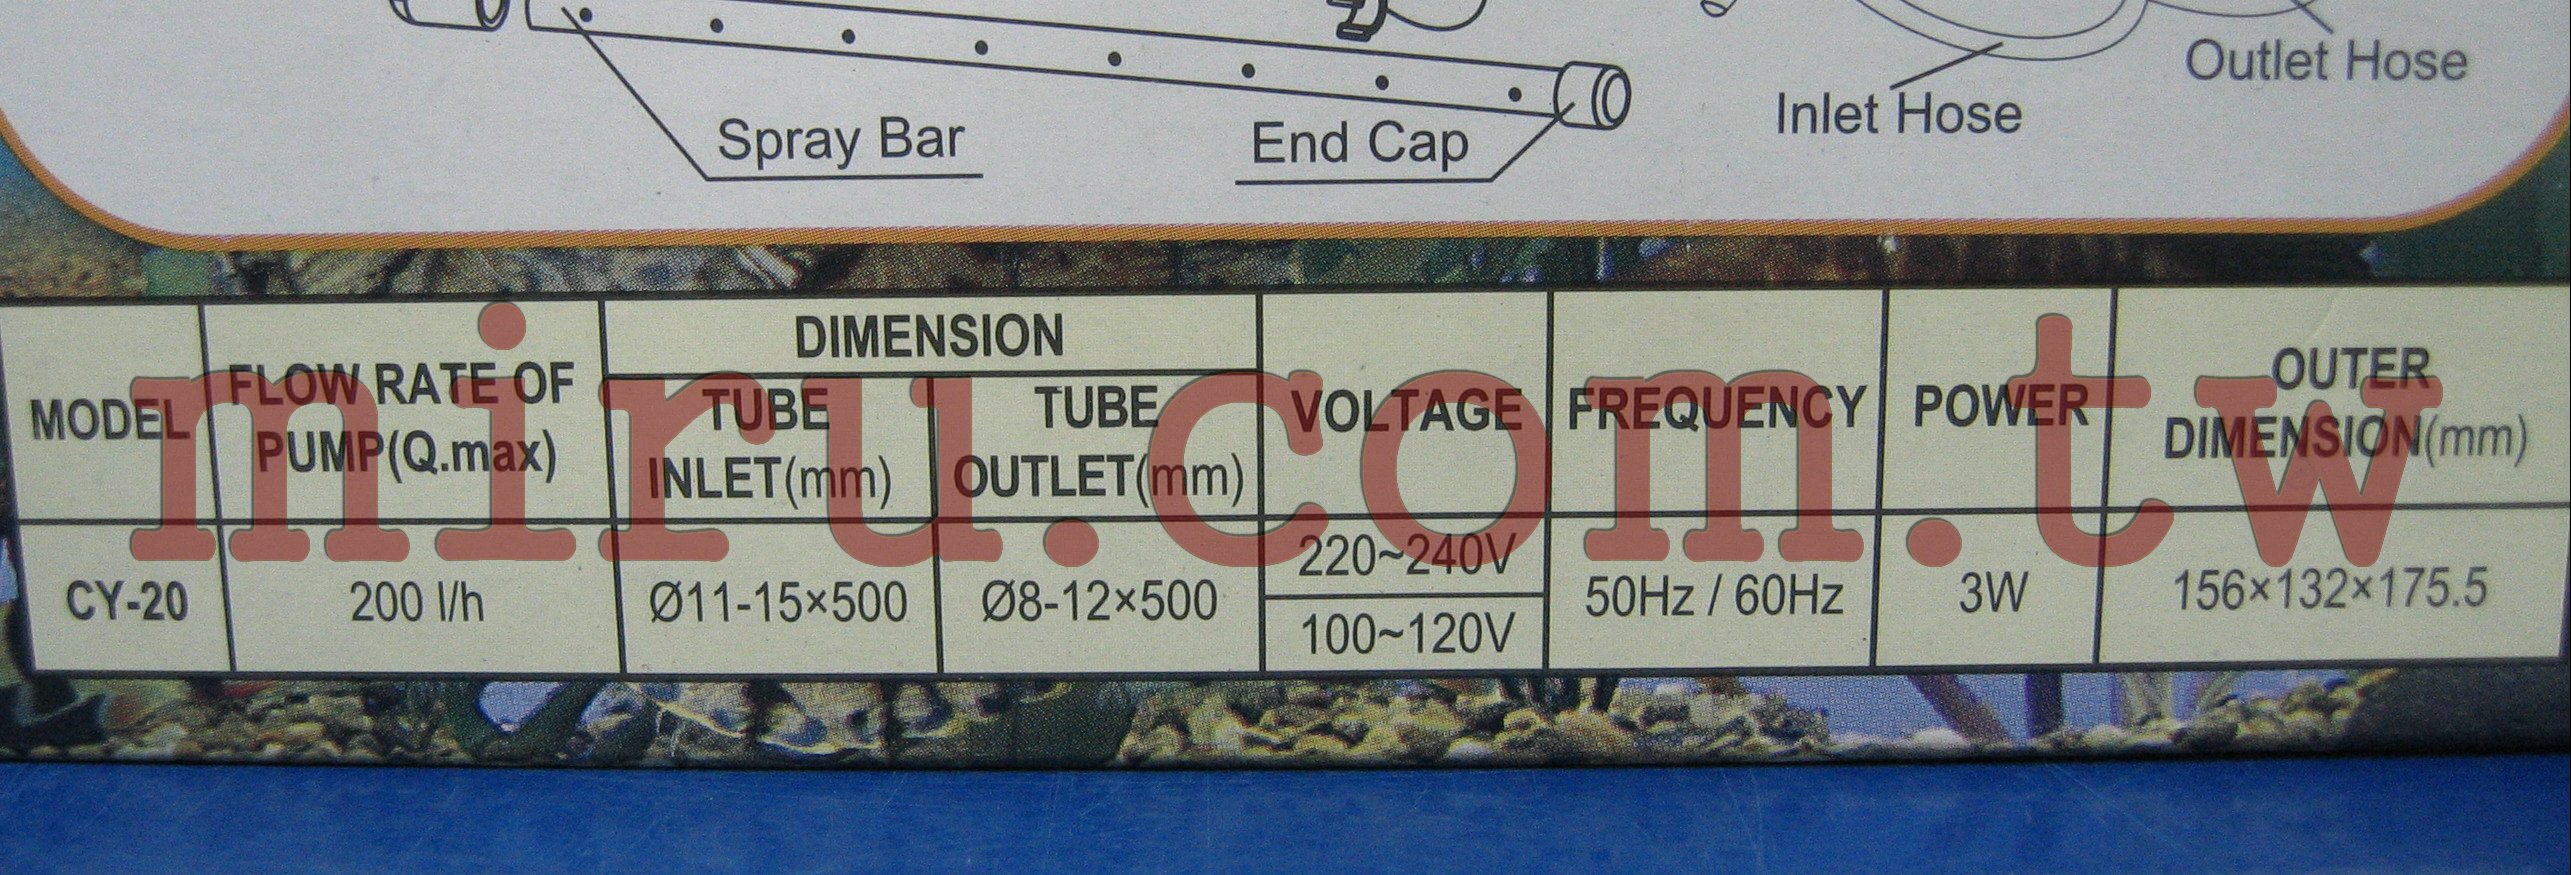 Outlet Hose
Inlet Hose
Spray Bar
End Cap
MODEL
FLOW RATE OF
PUMP(Q.max)
DIMENSION
TUBE
INLET(mm)
TUBE
OUTLET(mm)
VOLTAGE
FREQUENCY
POWER
OUTER
DIMENSION(mm)
CY-20
200 l/h
Ø11-15×500
Ø8-12×500
220~240V
100~120V
50Hz / 60Hz
3W
156×132×175.5
miru.com.tw